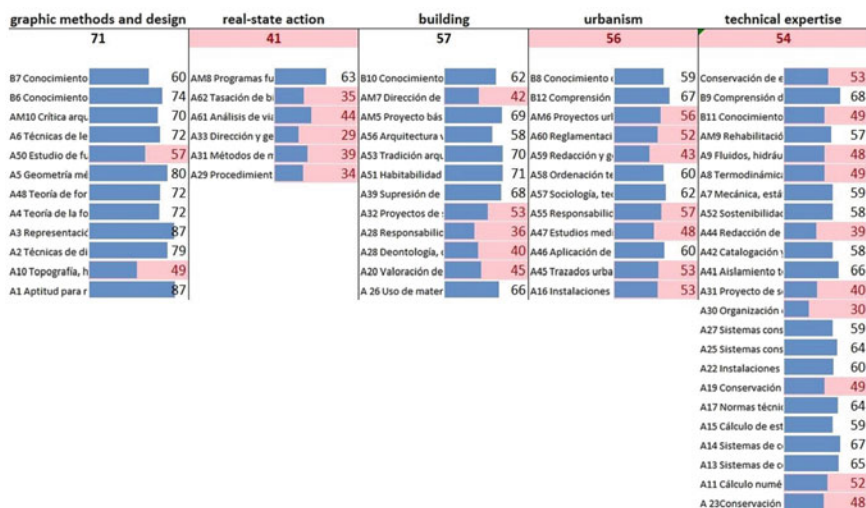 graphic methods and design real-state action building urbanism technical expertise
71 41 57 56 54
B7 Conocimiento 60 AM8 Programas fu 63 B10 Conocimiento 62 B8 Conocimiento 59 Conservación de e 53
B6 Conocimiento 74 A62 Tasación de bi 35 AM7 Dirección de 42 B12 Comprensión 67 B9 Comprensión d 68
AM10 Crítica arqu 70 A61 Análisis de via 44 AM5 Proyecto bás 69 AM6 Proyectos url 56 B11 Conocimiento 49
A6 Técnicas de le 72 A33 Dirección y ge 29 A56 Arquitectura v 58 A60 Reglamentaci 52 AM9 Rehabilitació 57
A50 Estudio de fu 57 A31 Métodos de m 39 A53 Tradición arqu 70 A59 Redacción y ge 43 A9 Fluidos, hidráu 48
A5 Geometría mé 80 A29 Procedimient 34 A51 Habitabilidad 71 A58 Ordenación te 60 A8 Termodinámica 49
A48 Teoría de for 72 A39 Supresión de 68 A57 Sociología, teo 62 A7 Mecánica, está 59
A4 Teoría de la fo 72 A32 Proyectos de s 53 A55 Responsabilic 57 A52 Sostenibilidad 58
A3 Representació 87 A28 Responsabilic 36 A47 Estudios medi 48 A44 Redacción de 39
A2 Técnicas de di 79 A28 Deontología, 40 A46 Aplicación de 60 A42 Catalogación y 58
A10 Topografía, h 49 A20 Valoración de 45 A45 Trazados urba 53 A41 Aislamiento t 66
A1 Aptitud para r 87 A 26 Uso de mater 66 A16 Instalaciones 53 A31 Proyecto de s 40
A30 Organización 30
A27 Sistemas cons 59
A25 Sistemas cons 64
A22 Instalaciones 60
A19 Conservación 49
A17 Normas técni 64
A15 Cálculo de est 59
A14 Sistemas de c 67
A13 Sistemas de c 65
A11 Cálculo numé 52
A 23Conservación 48